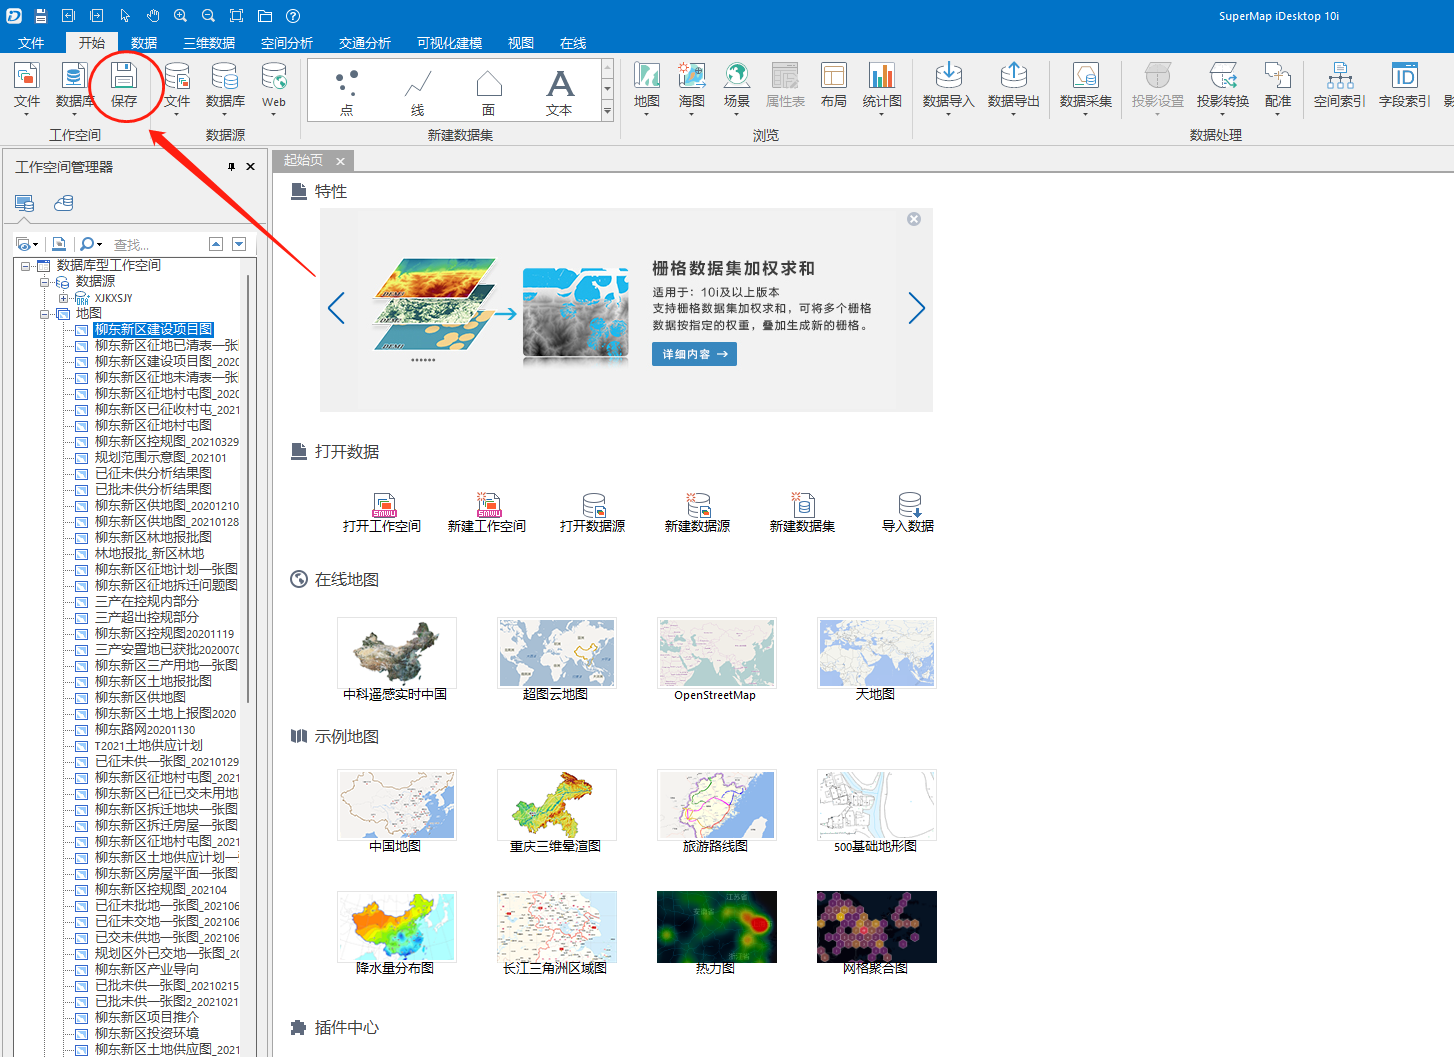 SuperMap iDesktop 10i
文件 开始 数据 三维数据 空间分析 交通分析 可视化建模 视图 在线
文件 数据库 保存 文件 数据库 Web 点 线 面 文本 地图 海图 场景 属性表 布局 统计图 数据导入 数据导出 数据采集 投影设置 投影转换 配准 空间索引 字段索引 影
工作空间 数据源 新建数据集 浏览 数据处理
工作空间管理器
查找...
数据库型工作空间
数据源
XJKXSJY
地图
柳东新区建设项目图
柳东新区征地已清表一张
柳东新区建设项目图_2020
柳东新区征地未清表一张
柳东新区征地村屯图_2020
柳东新区已征收村屯_2021
柳东新区征地村屯图
柳东新区控规图_20210329
规划范围示意图_202101
已征未供分析结果图
已批未供分析结果图
柳东新区供地图_20201210
柳东新区供地图_20210128
柳东新区林地报批图
林地报批_新区林地
柳东新区征地计划一张图
柳东新区征地拆迁问题图
三产在控规内部分
三产超出控规部分
柳东新区控规图20201119
三产安置地已获批2020070
柳东新区三产用地一张图
柳东新区土地报批图
柳东新区供地图
柳东新区土地上报图2020
柳东路网20201130
T2021土地供应计划
已征未供一张图_20210129
柳东新区征地村屯图_2021
柳东新区已征已交未用地
柳东新区拆迁地块一张图
柳东新区拆迁房屋一张图
柳东新区征地村屯图_2021
柳东新区土地供应计划一
柳东新区房屋平面一张图
柳东新区控规图_202104
已征未批地一张图_202106
已征未交地一张图_202106
已交未供地一张图_202106
规划区外已交地一张图_20
柳东新区产业导向
已批未供一张图_20210215
已批未供一张图2_2021021
柳东新区项目推介
柳东新区投资环境
柳东新区土地供应图_2021
起始页
特性
DEM2
DEM1
栅格数据集加权求和
适用于：10i及以上版本
支持栅格数据集加权求和，可将多个栅格
数据按指定的权重，叠加生成新的栅格。
详细内容 →
打开数据
SMWU SMWU
打开工作空间 新建工作空间 打开数据源 新建数据源 新建数据集 导入数据
在线地图
中科遥感实时中国 超图云地图 OpenStreetMap 天地图
示例地图
中国地图 重庆三维晕渲图 旅游路线图 500基础地形图
江苏省
安徽省
浙江省
降水量分布图 长江三角洲区域图 热力图 网格聚合图
插件中心